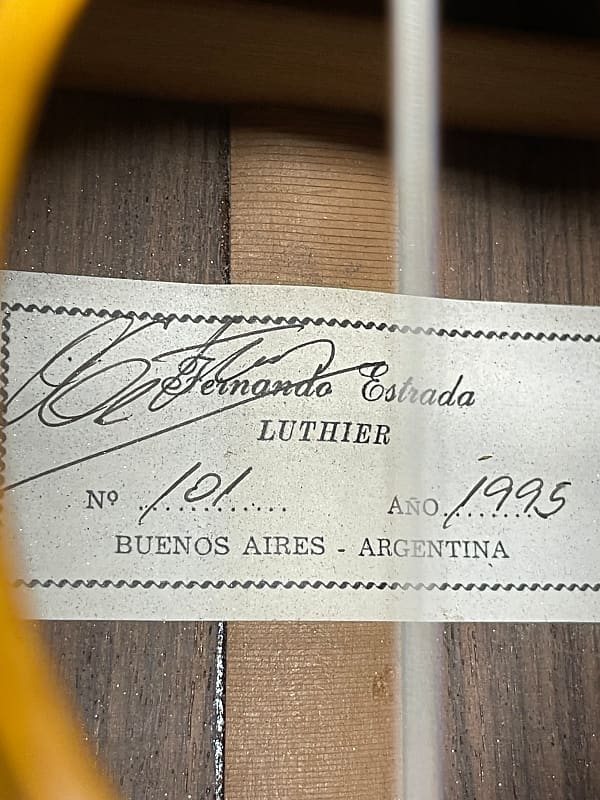 Fernando Estrada
LUTHIER
Nº 101 AÑO 1995
BUENOS AIRES - ARGENTINA